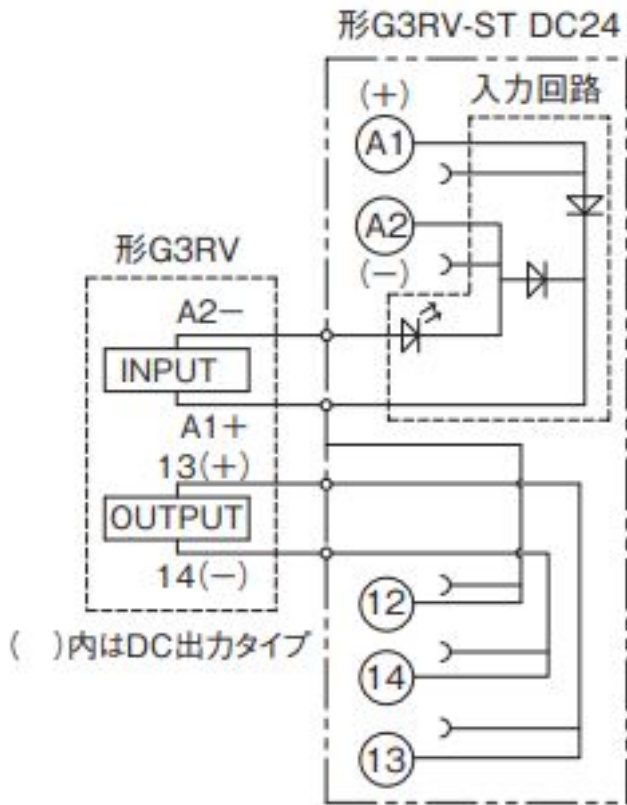 形G3RV-ST DC24
入力回路
(+)
A1
A2
(−)
形G3RV
A2−
INPUT
A1+
13(+)
OUTPUT
14(−)
( )内はDC出力タイプ
12
14
13